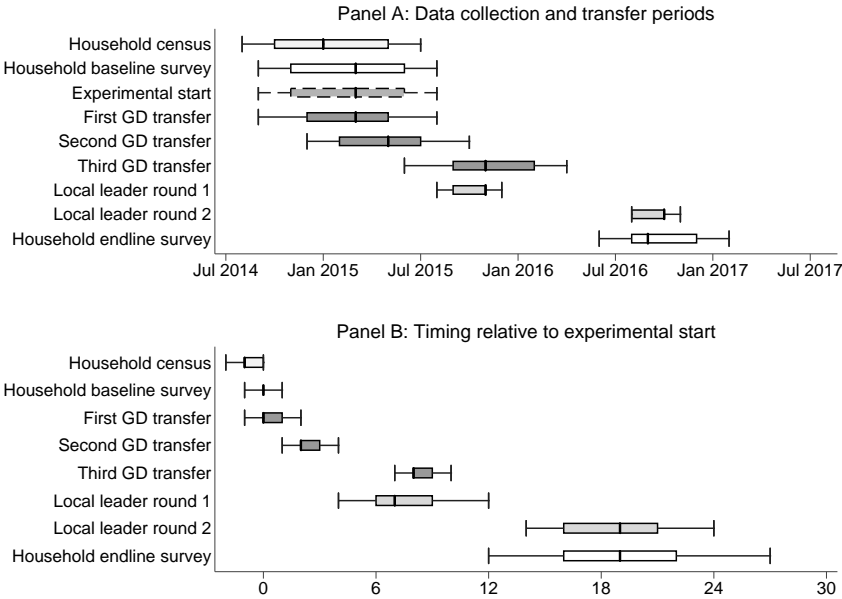 Panel A: Data collection and transfer periods
Household census
Household baseline survey
Experimental start
First GD transfer
Second GD transfer
Third GD transfer
Local leader round 1
Local leader round 2
Household endline survey
Jul 2014 Jan 2015 Jul 2015 Jan 2016 Jul 2016 Jan 2017 Jul 2017
Panel B: Timing relative to experimental start
Household census
Household baseline survey
First GD transfer
Second GD transfer
Third GD transfer
Local leader round 1
Local leader round 2
Household endline survey
0 6 12 18 24 30